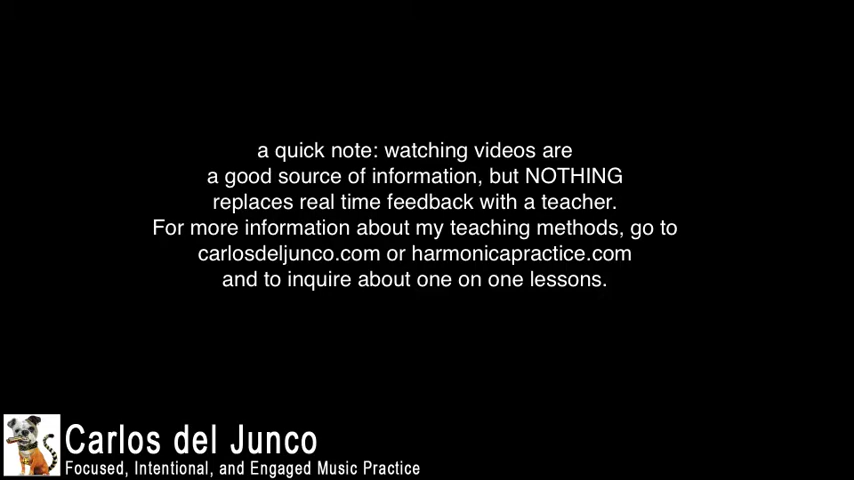 a quick note: watching videos are
a good source of information, but NOTHING
replaces real time feedback with a teacher.
For more information about my teaching methods, go to
carlosdeljunco.com or harmonicapractice.com
and to inquire about one on one lessons.
Carlos del Junco
Focused, Intentional, and Engaged Music Practice